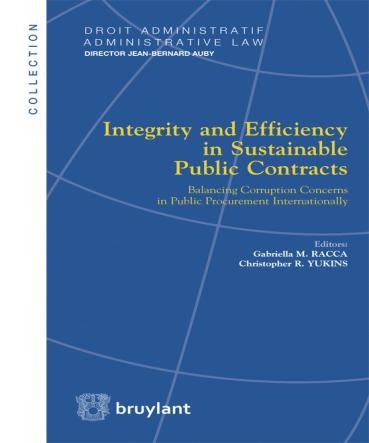 COLLECTION
DROIT ADMINISTRATIF
ADMINISTRATIVE LAW
DIRECTOR JEAN-BERNARD AUBY
Integrity and Efficiency
in Sustainable
Public Contracts
Balancing Corruption Concerns
in Public Procurement Internationally
Editors:
Gabriella M. RACCA
Christopher R. YUKINS
bruylant